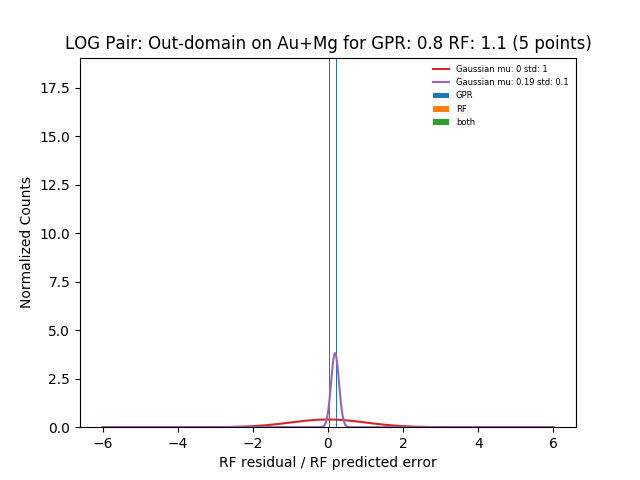 LOG Pair: Out-domain on Au+Mg for GPR: 0.8 RF: 1.1 (5 points)
Gaussian mu: 0 std: 1
Gaussian mu: 0.19 std: 0.1
GPR
RF
both
Normalized Counts
17.5
15.0
12.5
10.0
7.5
5.0
2.5
0.0
−6 −4 −2 0 2 4 6
RF residual / RF predicted error